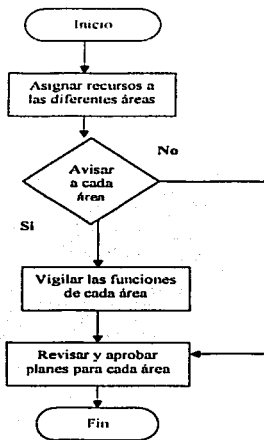 Inicio
Asignar recursos a
las diferentes áreas
No
Avisar
a cada
área
Si
Vigilar las funciones
de cada área
Revisar y aprobar
planes para cada área
Fin